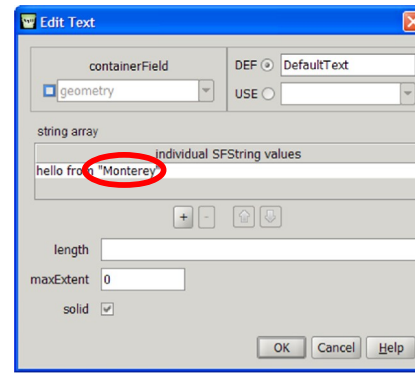 Edit Text
containerField
geometry
DEF DefaultText
USE
string array
individual SFString values
hello from "Monterey"
+ -
length
maxExtent 0
solid
OK Cancel Help